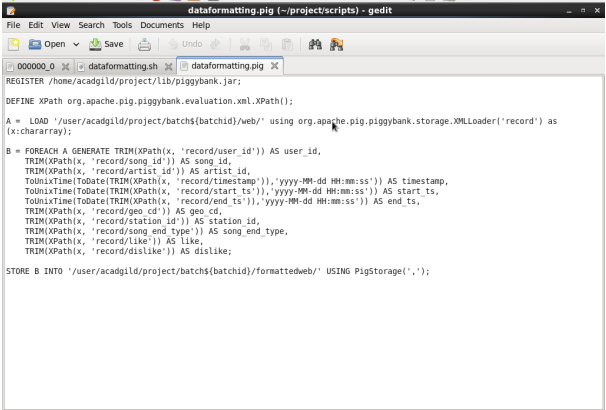 dataformatting.pig (~/project/scripts) - gedit
File Edit View Search Tools Documents Help
Open Save Undo
000000_0 dataformatting.sh dataformatting.pig
REGISTER /home/acadgild/project/lib/piggybank.jar;
DEFINE XPath org.apache.pig.piggybank.evaluation.xml.XPath();
A =  LOAD '/user/acadgild/project/batch${batchid}/web/' using org.apache.pig.piggybank.storage.XMLLoader('record') as
(x:chararray);
B = FOREACH A GENERATE TRIM(XPath(x, 'record/user_id')) AS user_id,
TRIM(XPath(x, 'record/song_id')) AS song_id,
TRIM(XPath(x, 'record/artist_id')) AS artist_id,
ToUnixTime(ToDate(TRIM(XPath(x, 'record/timestamp')),'yyyy-MM-dd HH:mm:ss')) AS timestamp,
ToUnixTime(ToDate(TRIM(XPath(x, 'record/start_ts')),'yyyy-MM-dd HH:mm:ss')) AS start_ts,
ToUnixTime(ToDate(TRIM(XPath(x, 'record/end_ts')),'yyyy-MM-dd HH:mm:ss')) AS end_ts,
TRIM(XPath(x, 'record/geo_cd')) AS geo_cd,
TRIM(XPath(x, 'record/station_id')) AS station_id,
TRIM(XPath(x, 'record/song_end_type')) AS song_end_type,
TRIM(XPath(x, 'record/like')) AS like,
TRIM(XPath(x, 'record/dislike')) AS dislike;
STORE B INTO '/user/acadgild/project/batch${batchid}/formattedweb/' USING PigStorage(',');